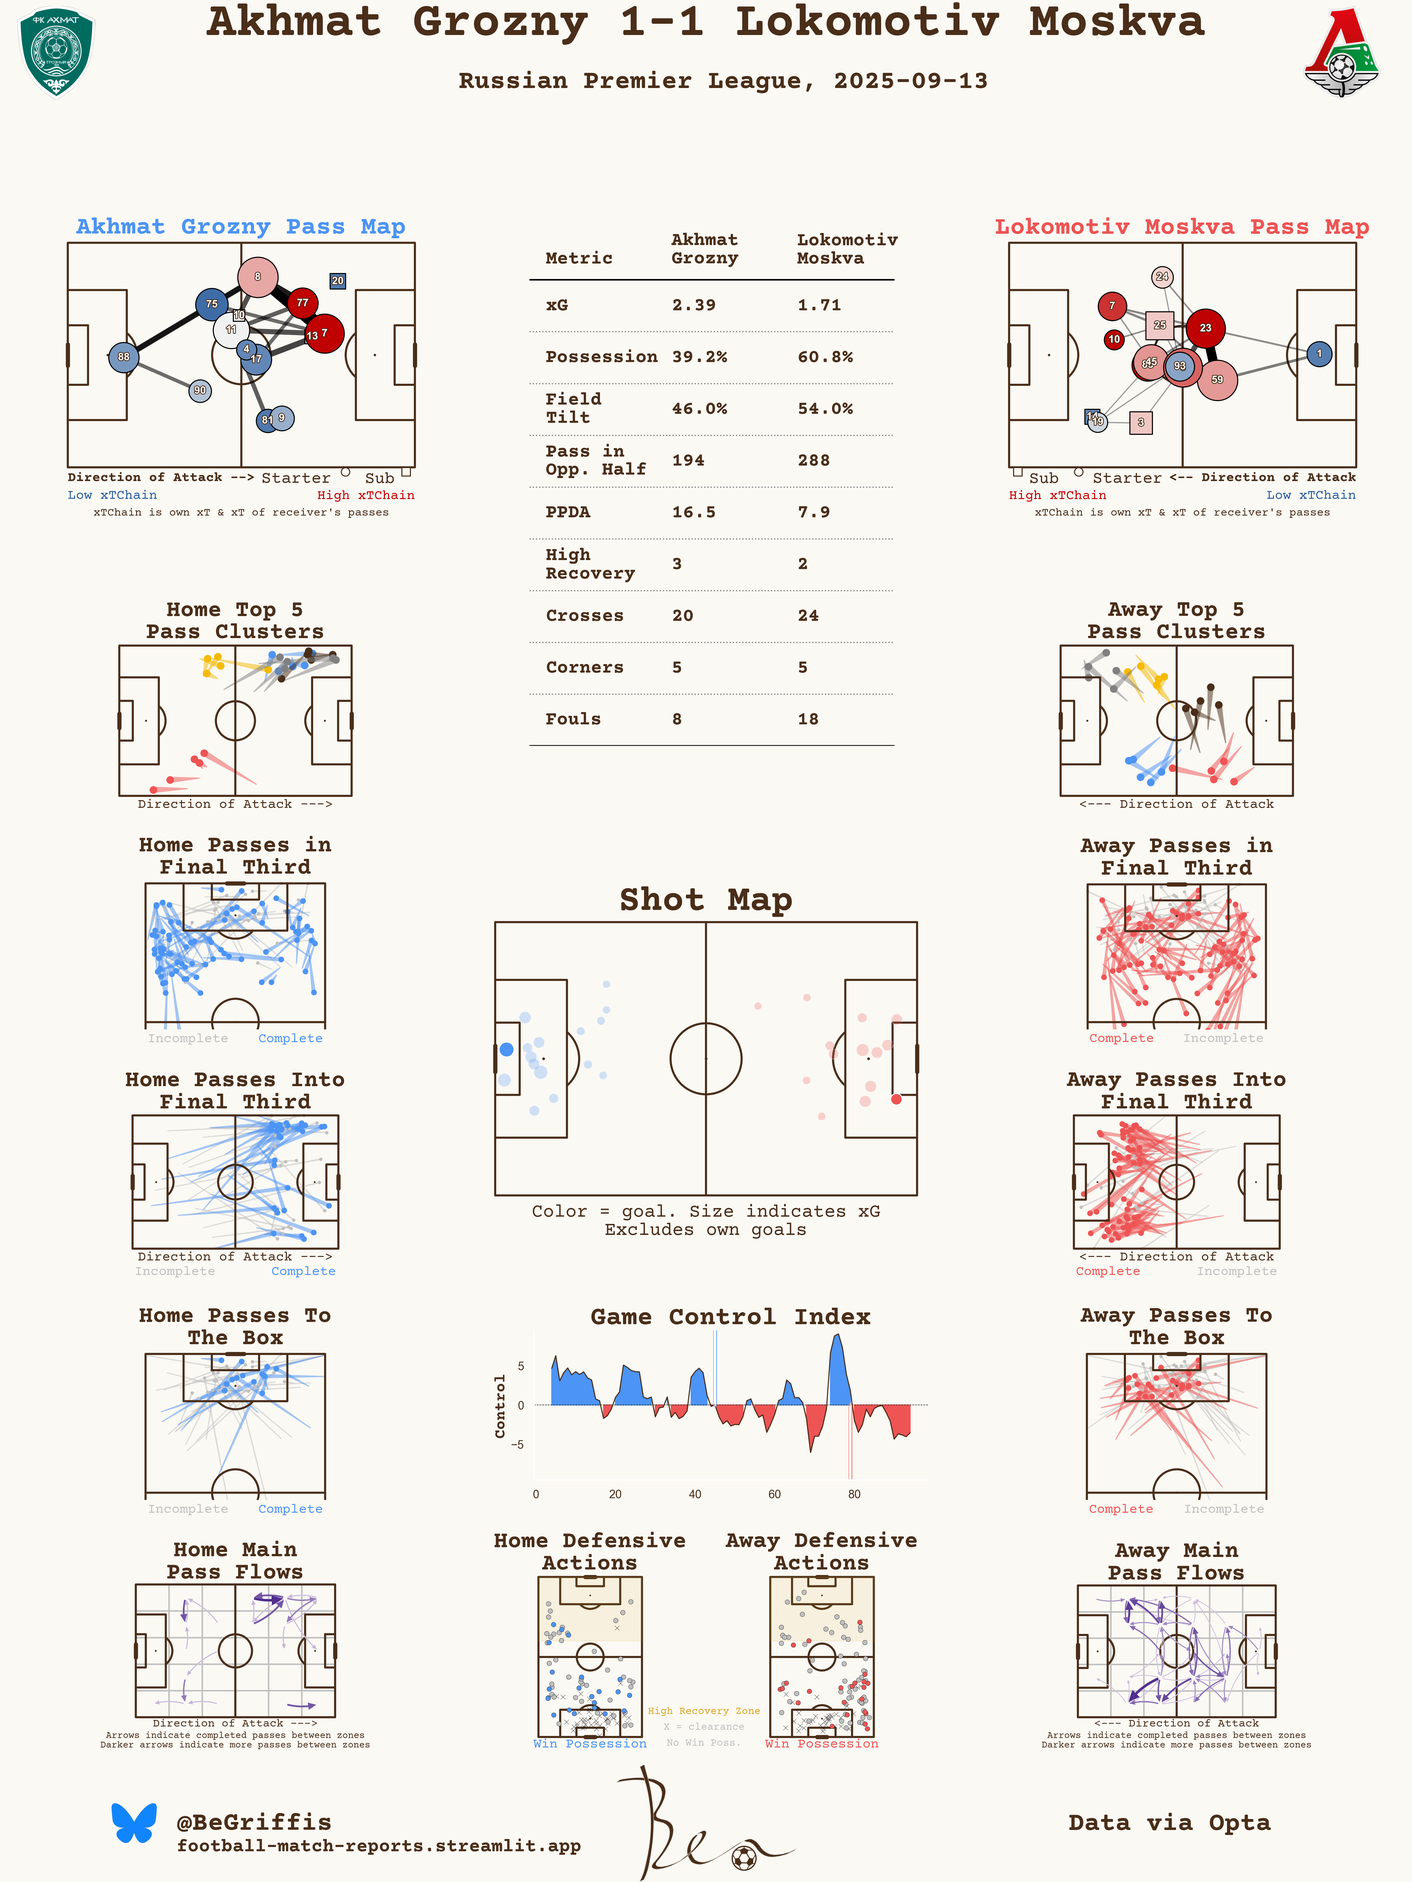 Akhmat Grozny 1-1 Lokomotiv Moskva
Russian Premier League, 2025-09-13
ФК АХМАТ
Akhmat Grozny Pass Map
8
20
75
77
10
11
7
13
4
17
88
90
81
9
Direction of Attack --> Starter Sub
Low xTChain High xTChain
xTChain is own xT & xT of receiver's passes
Metric Akhmat Grozny Lokomotiv Moskva
xG 2.39 1.71
Possession 39.2% 60.8%
Field Tilt 46.0% 54.0%
Pass in Opp. Half 194 288
PPDA 16.5 7.9
High Recovery 3 2
Crosses 20 24
Corners 5 5
Fouls 8 18
Lokomotiv Moskva Pass Map
24
7
25
23
10
45
93
1
59
19
3
Sub Starter <-- Direction of Attack
High xTChain Low xTChain
xTChain is own xT & xT of receiver's passes
Home Top 5
Pass Clusters
Direction of Attack --->
Away Top 5
Pass Clusters
<--- Direction of Attack
Home Passes in
Final Third
Incomplete Complete
Away Passes in
Final Third
Complete Incomplete
Shot Map
Color = goal. Size indicates xG
Excludes own goals
Home Passes Into
Final Third
Direction of Attack --->
Incomplete Complete
Away Passes Into
Final Third
<--- Direction of Attack
Complete Incomplete
Home Passes To
The Box
Incomplete Complete
Game Control Index
Control
5
0
−5
0 20 40 60 80
Away Passes To
The Box
Complete Incomplete
Home Main
Pass Flows
Direction of Attack --->
Arrows indicate completed passes between zones
Darker arrows indicate more passes between zones
Home Defensive
Actions
Win Possession
Away Defensive
Actions
Win Possession
High Recovery Zone
X = clearance
No Win Poss.
Away Main
Pass Flows
<--- Direction of Attack
Arrows indicate completed passes between zones
Darker arrows indicate more passes between zones
@BeGriffis
football-match-reports.streamlit.app
Ben
Data via Opta